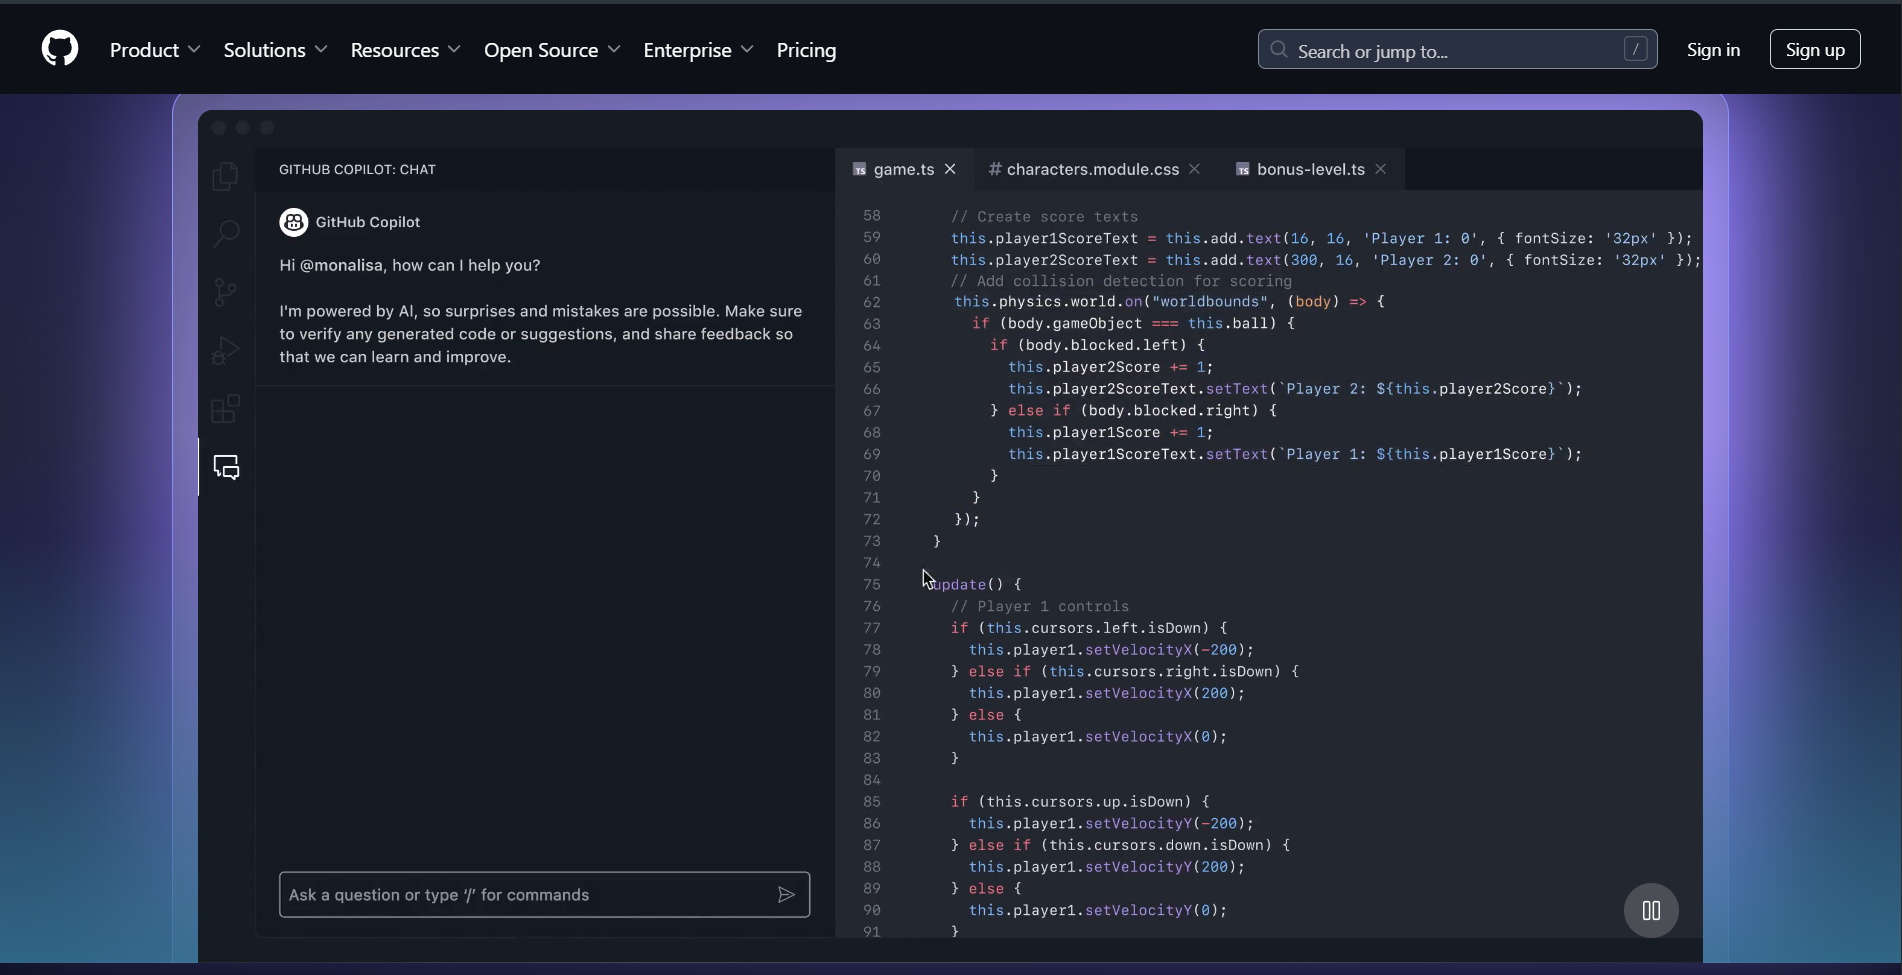 Product Solutions Resources Open Source Enterprise Pricing Search or jump to... / Sign in Sign up
GITHUB COPILOT: CHAT
GitHub Copilot
Hi @monalisa, how can I help you?
I'm powered by AI, so surprises and mistakes are possible. Make sure
to verify any generated code or suggestions, and share feedback so
that we can learn and improve.
Ask a question or type '/' for commands
TS game.ts # characters.module.css TS bonus-level.ts
58 // Create score texts
59 this.player1ScoreText = this.add.text(16, 16, 'Player 1: 0', { fontSize: '32px' });
60 this.player2ScoreText = this.add.text(300, 16, 'Player 2: 0', { fontSize: '32px' });
61 // Add collision detection for scoring
62 this.physics.world.on("worldbounds", (body) => {
63 if (body.gameObject === this.ball) {
64 if (body.blocked.left) {
65 this.player2Score += 1;
66 this.player2ScoreText.setText(`Player 2: ${this.player2Score}`);
67 } else if (body.blocked.right) {
68 this.player1Score += 1;
69 this.player1ScoreText.setText(`Player 1: ${this.player1Score}`);
70 }
71 }
72 });
73 }
74
75 update() {
76 // Player 1 controls
77 if (this.cursors.left.isDown) {
78 this.player1.setVelocityX(-200);
79 } else if (this.cursors.right.isDown) {
80 this.player1.setVelocityX(200);
81 } else {
82 this.player1.setVelocityX(0);
83 }
84
85 if (this.cursors.up.isDown) {
86 this.player1.setVelocityY(-200);
87 } else if (this.cursors.down.isDown) {
88 this.player1.setVelocityY(200);
89 } else {
90 this.player1.setVelocityY(0);
91 }